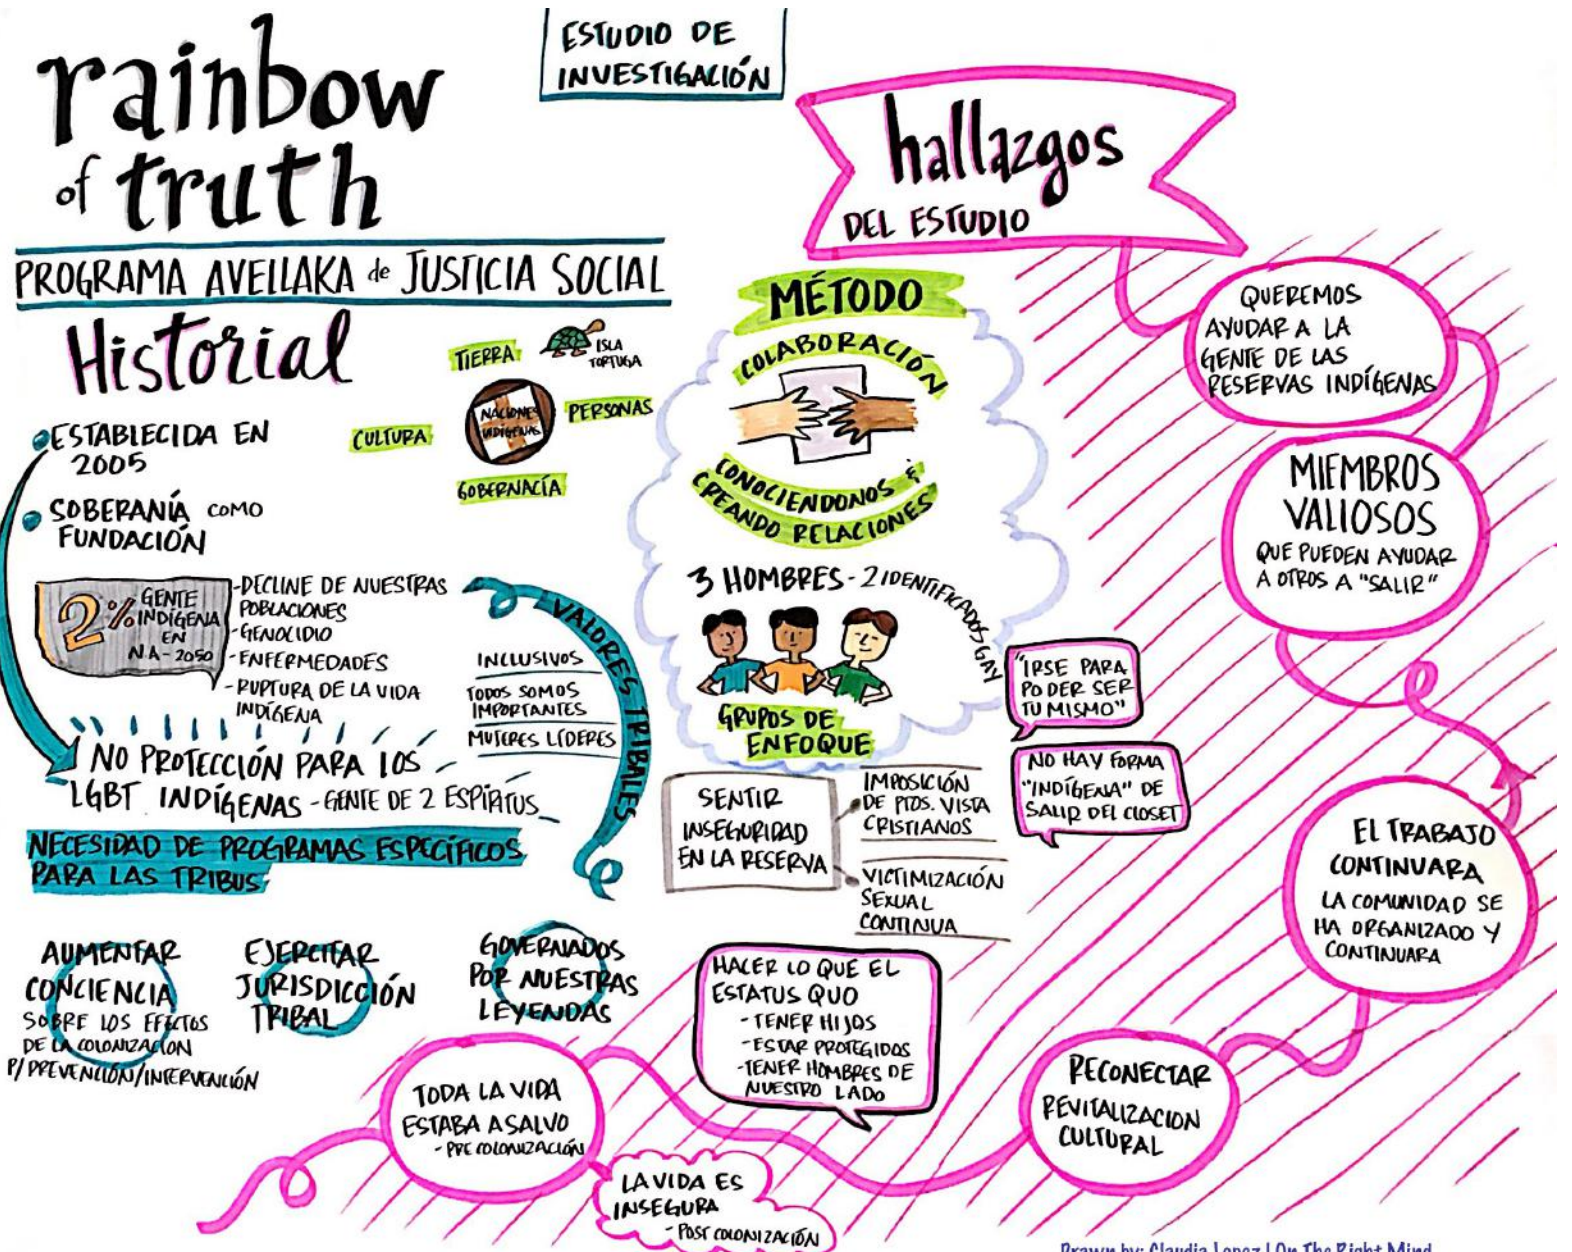 rainbow
of truth
ESTUDIO DE
INVESTIGACIÓN
PROGRAMA AVELLAKA de JUSTICIA SOCIAL
Historial
ESTABLECIDA EN
2005
SOBERANÍA COMO
FUNDACIÓN
TIERRA
ISLA
TORTUGA
CULTURA
NACIONES
INDÍGENAS
PERSONAS
GOBERNACÍA
2% GENTE
INDÍGENA
EN
NA-2050
-DECLINE DE NUESTRAS
POBLACIONES
-GENOCIDIO
-ENFERMEDADES
-RUPTURA DE LA VIDA
INDÍGENA
VALORES TRIBALES
INCLUSIVOS
TODOS SOMOS
IMPORTANTES
MUJERES LÍDERES
NO PROTECCIÓN PARA LOS
LGBT INDÍGENAS - GENTE DE 2 ESPÍRITUS
NECESIDAD DE PROGRAMAS ESPECÍFICOS
PARA LAS TRIBUS
AUMENTAR
CONCIENCIA
SOBRE LOS EFECTOS
DE LA COLONIZACIÓN
P/PREVENCIÓN/INTERVENCIÓN
EJERCITAR
JURISDICCIÓN
TRIBAL
GOVERNADOS
POR NUESTRAS
LEYENDAS
MÉTODO
COLABORACIÓN
CONOCIENDONOS &
CREANDO RELACIONES
3 HOMBRES - 2 IDENTIFICADOS GAY
GRUPOS DE
ENFOQUE
SENTIR
INSEGURIDAD
EN LA RESERVA
IMPOSICIÓN
DE PTOS. VISTA
CRISTIANOS
VICTIMIZACIÓN
SEXUAL
CONTINUA
"IRSE PARA
PODER SER
TU MISMO"
NO HAY FORMA
"INDÍGENA" DE
SALIR DEL CLOSET
HACER LO QUE EL
ESTATUS QUO
-TENER HIJOS
-ESTAR PROTEGIDOS
-TENER HOMBRES DE
NUESTRO LADO
hallazgos
DEL ESTUDIO
QUEREMOS
AYUDAR A LA
GENTE DE LAS
RESERVAS INDÍGENAS
MIEMBROS
VALIOSOS
QUE PUEDEN AYUDAR
A OTROS A "SALIR"
EL TRABAJO
CONTINUARA
LA COMUNIDAD SE
HA ORGANIZADO Y
CONTINUARA
RECONECTAR
REVITALIZACION
CULTURAL
TODA LA VIDA
ESTABA A SALVO
- PRE COLONIZACIÓN
LA VIDA ES
INSEGURA
- POST COLONIZACIÓN
Drawn by: Claudia Lopez | On The Right Mind